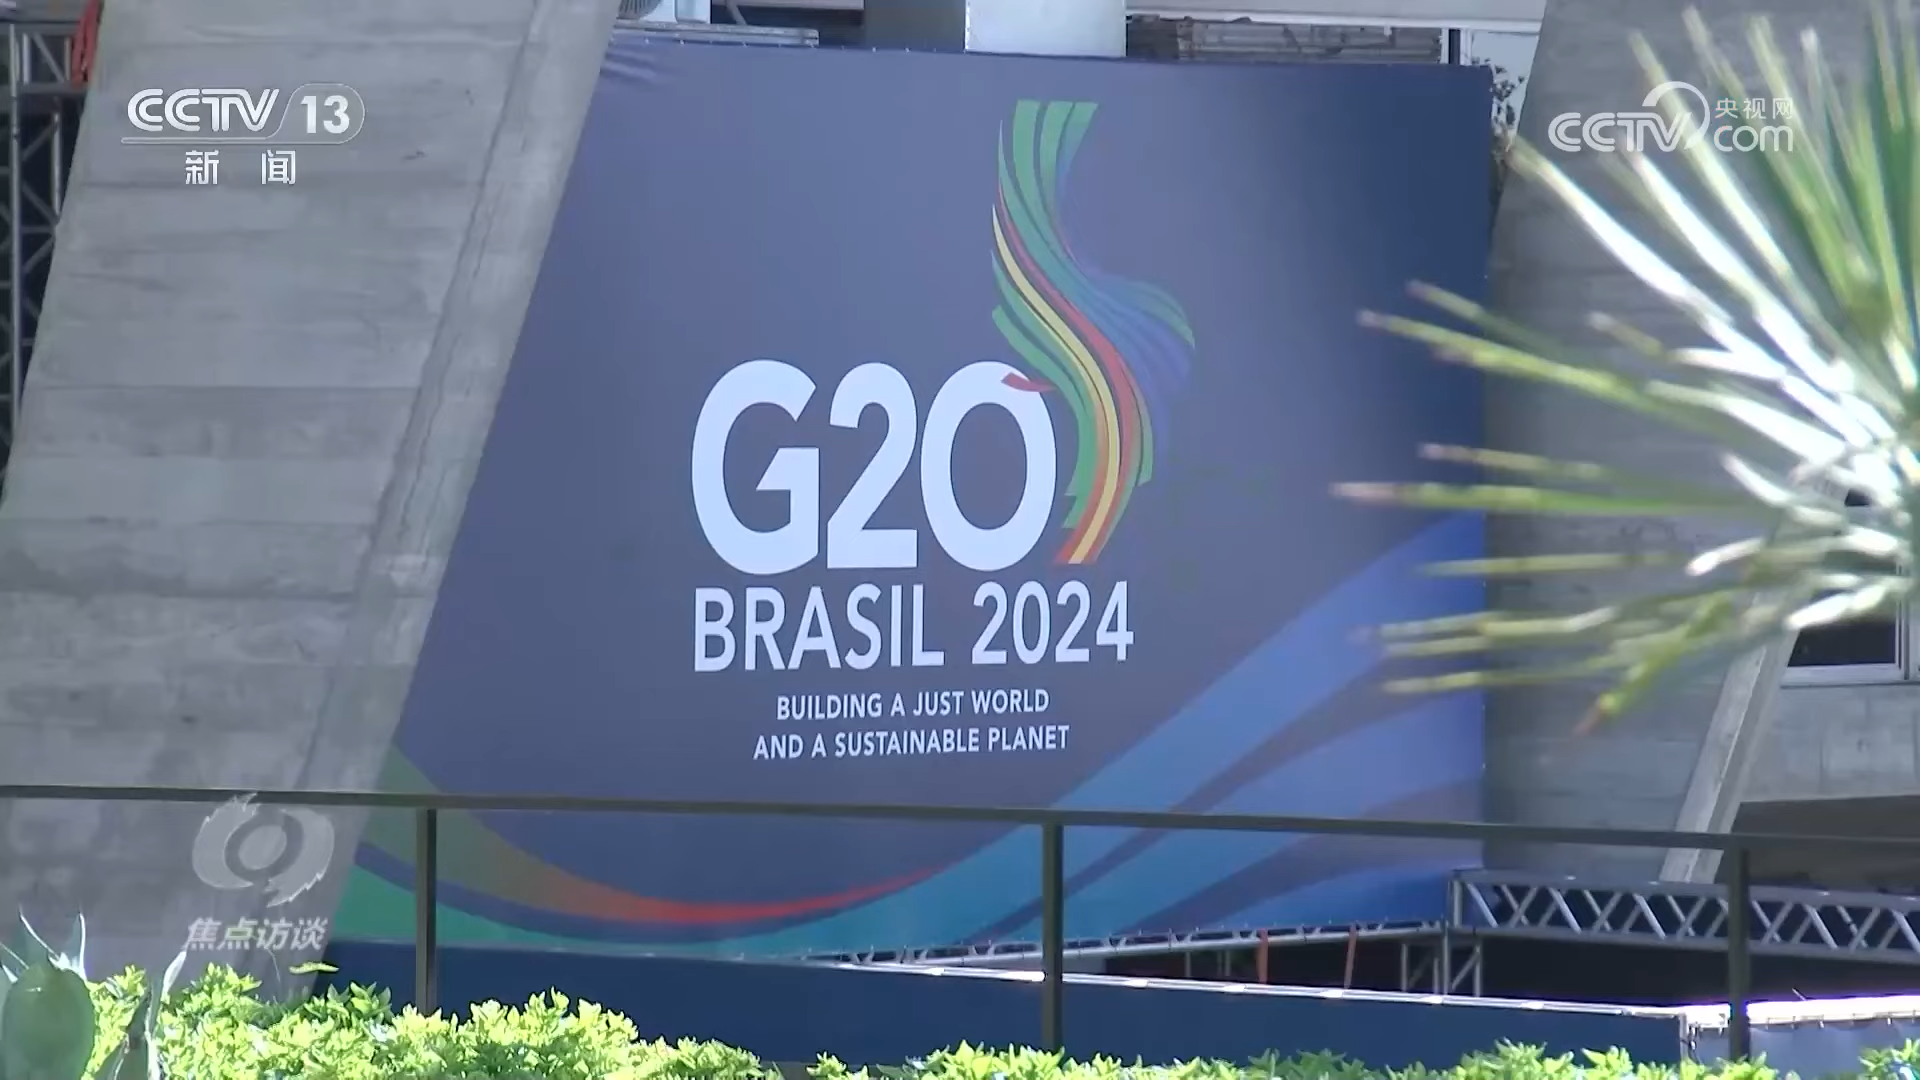 CCTV 13
新闻
央视网
CCTV.com
G20
BRASIL 2024
BUILDING A JUST WORLD
AND A SUSTAINABLE PLANET
焦点访谈